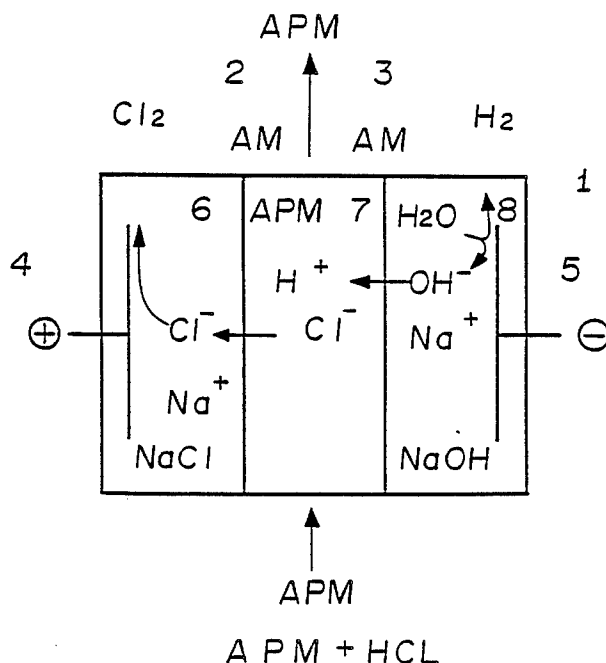 APM
2 3
Cl2 H2
AM AM
1
6 APM 7 H2O 8
4 H+ OH- 5
+ Cl- Cl- Na+ −
Na+
NaCl NaOH
APM
APM + HCL